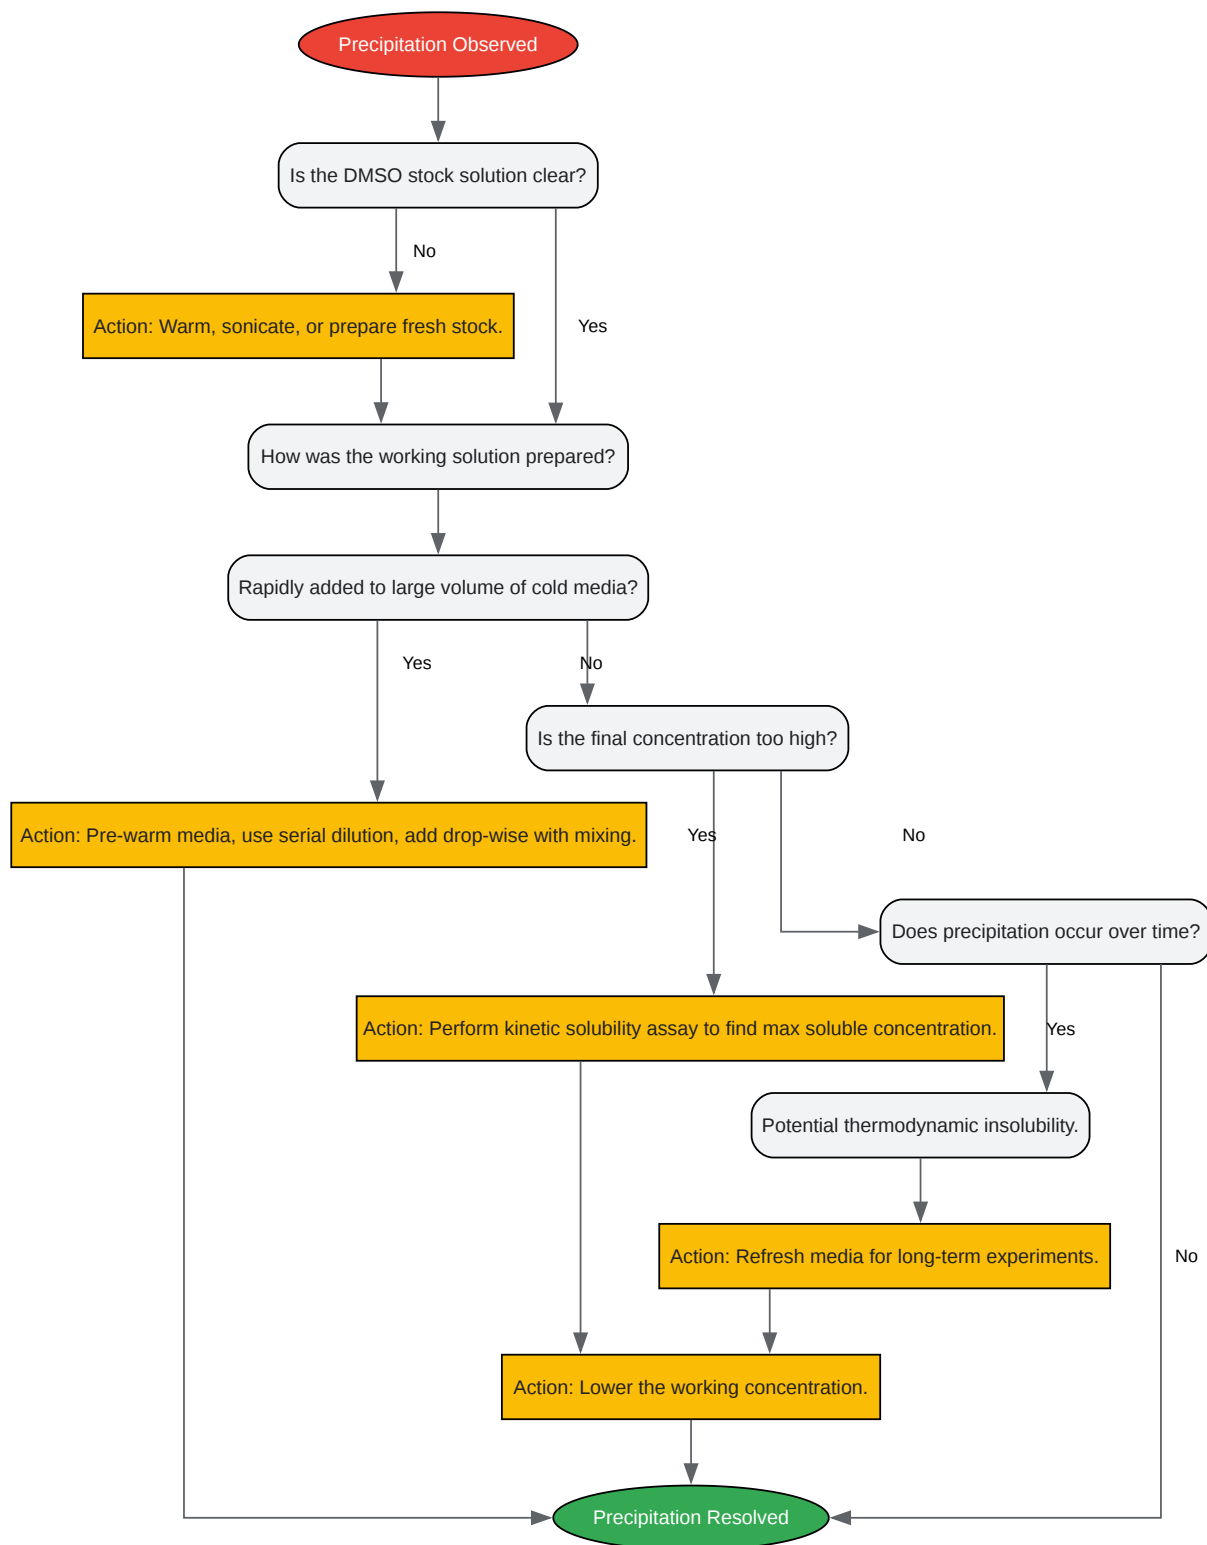 Precipitation Observed
Is the DMSO stock solution clear?
No
Action: Warm, sonicate, or prepare fresh stock.
Yes
How was the working solution prepared?
Rapidly added to large volume of cold media?
Yes
No
Is the final concentration too high?
Action: Pre-warm media, use serial dilution, add drop-wise with mixing.
Yes
No
Does precipitation occur over time?
Action: Perform kinetic solubility assay to find max soluble concentration.
Yes
Potential thermodynamic insolubility.
Action: Refresh media for long-term experiments.
No
Action: Lower the working concentration.
Precipitation Resolved